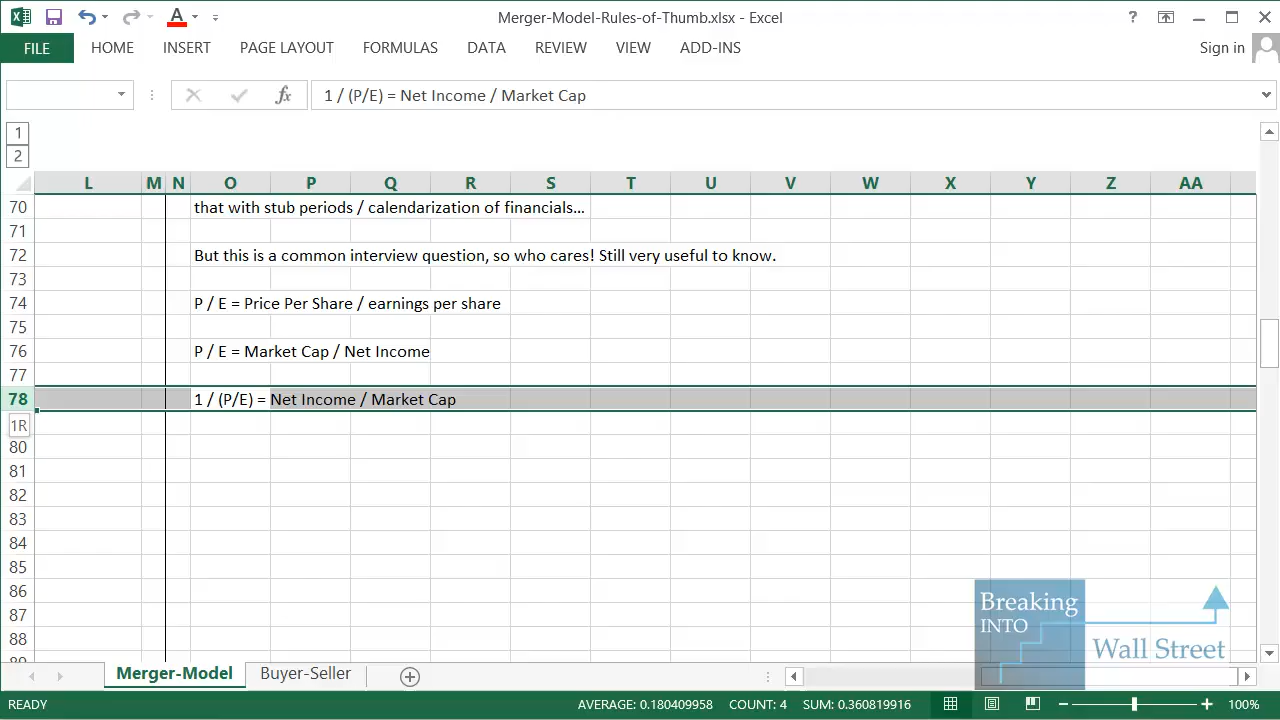 Merger-Model-Rules-of-Thumb.xlsx - Excel
?
FILE HOME INSERT PAGE LAYOUT FORMULAS DATA REVIEW VIEW ADD-INS Sign in
fx 1 / (P/E) = Net Income / Market Cap
1
2
L M N O P Q R S T U V W X Y Z AA
70 that with stub periods / calendarization of financials...
71
72 But this is a common interview question, so who cares! Still very useful to know.
73
74 P / E = Price Per Share / earnings per share
75
76 P / E = Market Cap / Net Income
77
78 1 / (P/E) = Net Income / Market Cap
1R
80
81
82
83
84
85
86
87
88
89
Breaking
INTO
Wall Street
Merger-Model Buyer-Seller
READY AVERAGE: 0.180409958 COUNT: 4 SUM: 0.360819916 100%